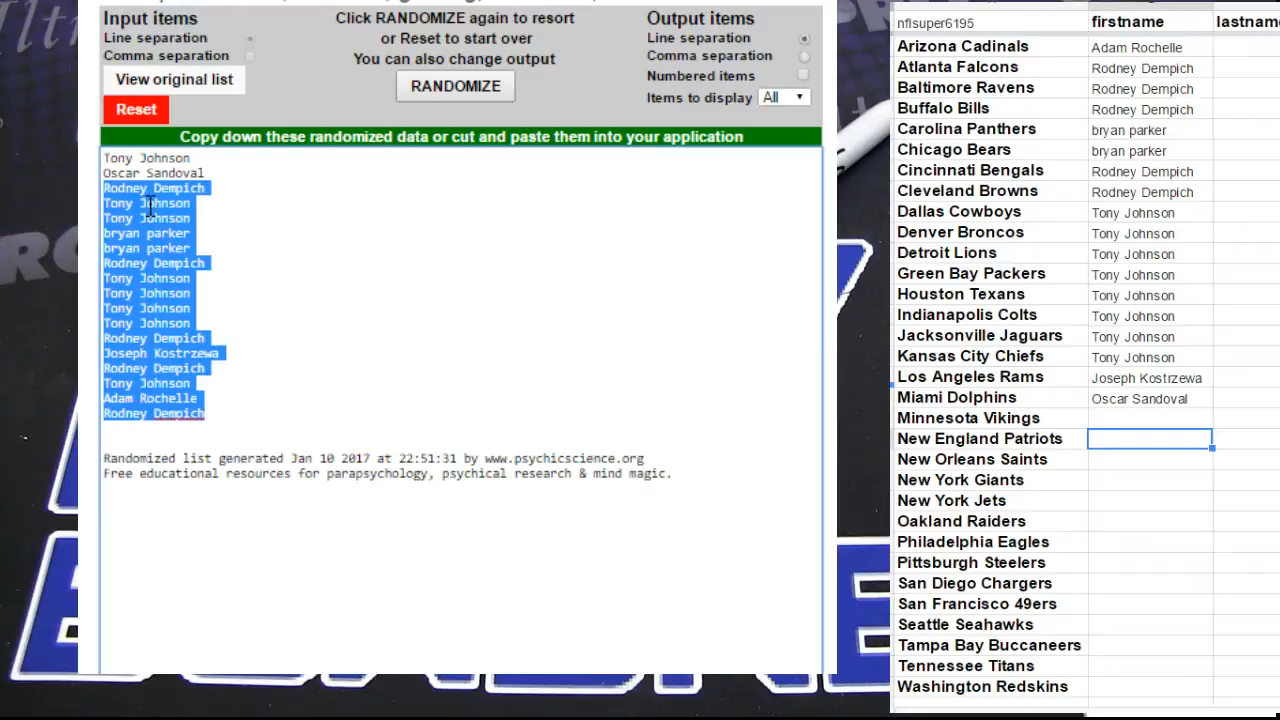 Input items
Line separation
Comma separation
View original list
Reset
Click RANDOMIZE again to resort
or Reset to start over
You can also change output
RANDOMIZE
Output items
Line separation
Comma separation
Numbered items
Items to display All
Copy down these randomized data or cut and paste them into your application
Tony Johnson
Oscar Sandoval
Rodney Dempich
Tony Johnson
Tony Johnson
bryan parker
bryan parker
Rodney Dempich
Tony Johnson
Tony Johnson
Tony Johnson
Tony Johnson
Rodney Dempich
Joseph Kostrzewa
Rodney Dempich
Tony Johnson
Adam Rochelle
Rodney Dempich
Randomized list generated Jan 10 2017 at 22:51:31 by www.psychicscience.org
Free educational resources for parapsychology, psychical research & mind magic.
nflsuper6195 firstname lastname
Arizona Cadinals Adam Rochelle
Atlanta Falcons Rodney Dempich
Baltimore Ravens Rodney Dempich
Buffalo Bills Rodney Dempich
Carolina Panthers bryan parker
Chicago Bears bryan parker
Cincinnati Bengals Rodney Dempich
Cleveland Browns Rodney Dempich
Dallas Cowboys Tony Johnson
Denver Broncos Tony Johnson
Detroit Lions Tony Johnson
Green Bay Packers Tony Johnson
Houston Texans Tony Johnson
Indianapolis Colts Tony Johnson
Jacksonville Jaguars Tony Johnson
Kansas City Chiefs Tony Johnson
Los Angeles Rams Joseph Kostrzewa
Miami Dolphins Oscar Sandoval
Minnesota Vikings
New England Patriots
New Orleans Saints
New York Giants
New York Jets
Oakland Raiders
Philadelphia Eagles
Pittsburgh Steelers
San Diego Chargers
San Francisco 49ers
Seattle Seahawks
Tampa Bay Buccaneers
Tennessee Titans
Washington Redskins